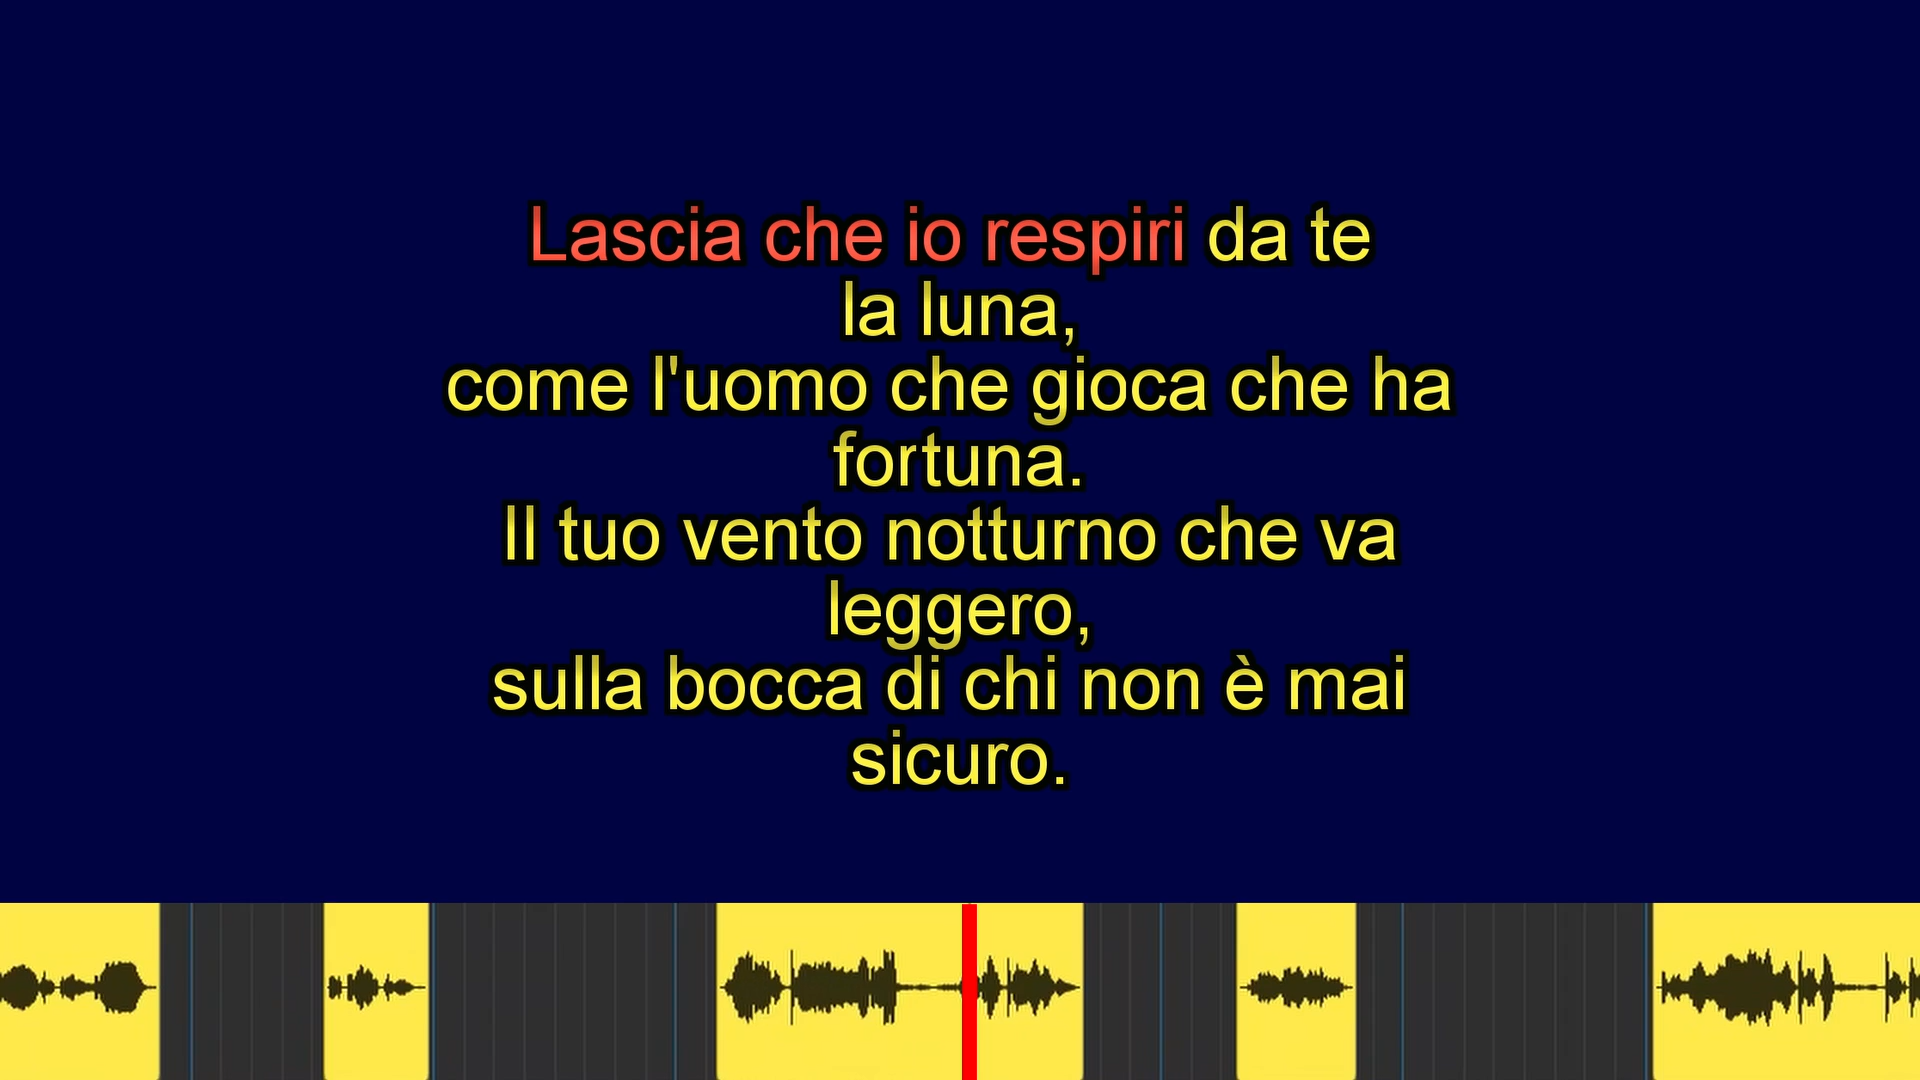 Lascia che io respiri da te
la luna,
come l'uomo che gioca che ha
fortuna.
Il tuo vento notturno che va
leggero,
sulla bocca di chi non è mai
sicuro.